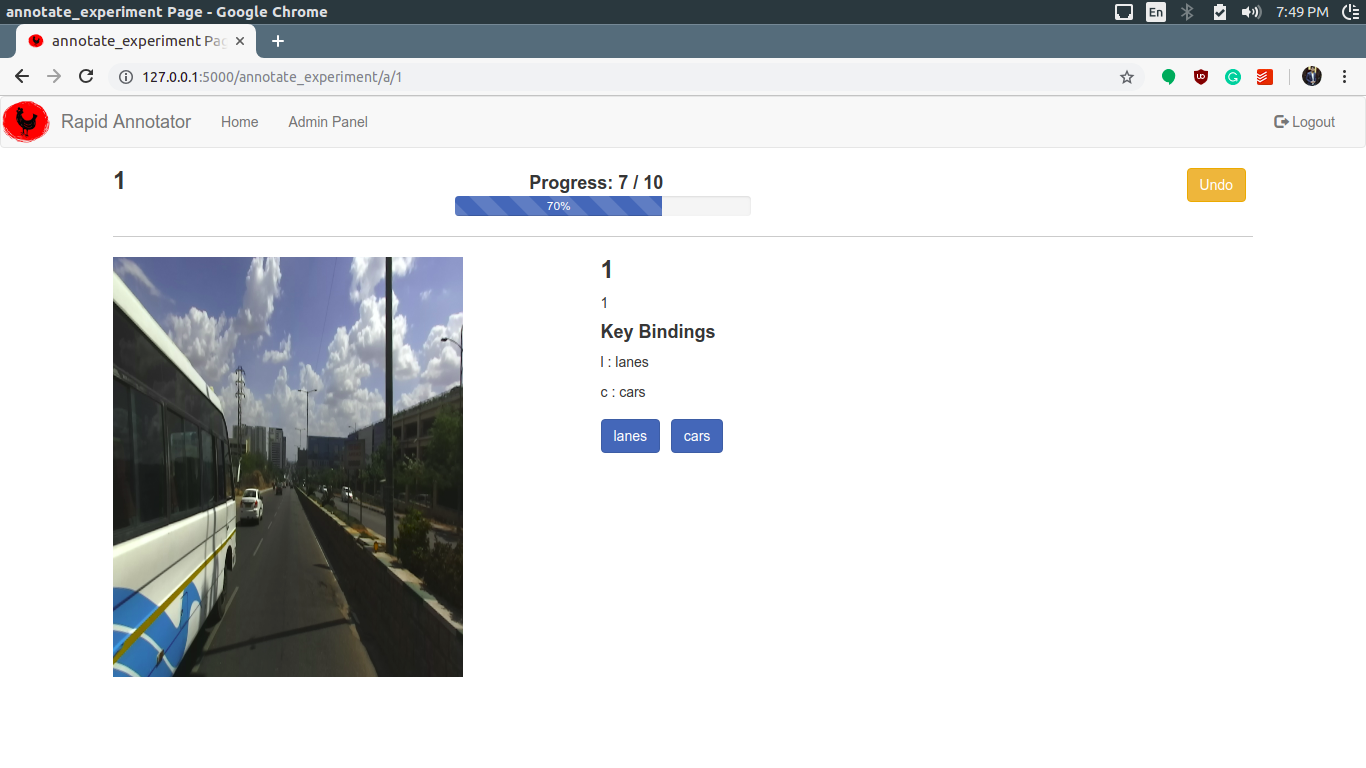 annotate_experiment Page - Google Chrome
En
7:49 PM
annotate_experiment Pa
127.0.0.1:5000/annotate_experiment/a/1
Rapid Annotator
Home
Admin Panel
Logout
1
Progress: 7 / 10
70%
Undo
1
1
Key Bindings
l : lanes
c : cars
lanes
cars